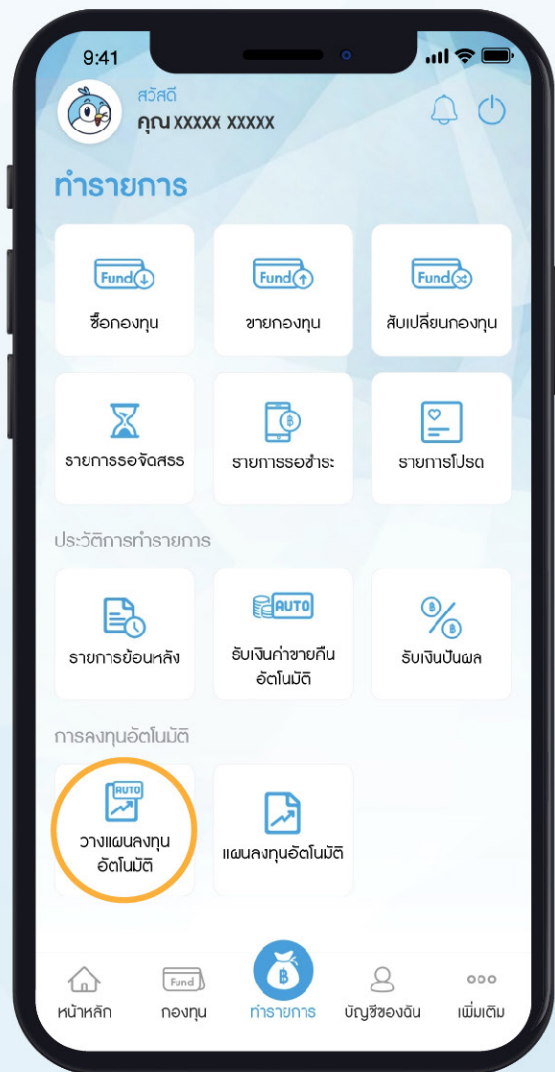 9:41
สวัสดี
คุณ xxxxx xxxxx
ทำรายการ
Fund
Fund
Fund
ซื้อกองทุน
ขายกองทุน
สับเปลี่ยนกองทุน
รายการรอจัดสรร
รายการรอชำระ
รายการโปรด
ประวัติการทำรายการ
AUTO
รายการย้อนหลัง
รับเงินค่าขายคืน
อัตโนมัติ
รับเงินปันผล
การลงทุนอัตโนมัติ
AUTO
วางแผนลงทุน
อัตโนมัติ
แผนลงทุนอัตโนมัติ
Fund
หน้าหลัก
กองทุน
ทำรายการ
บัญชีของฉัน
เพิ่มเติม